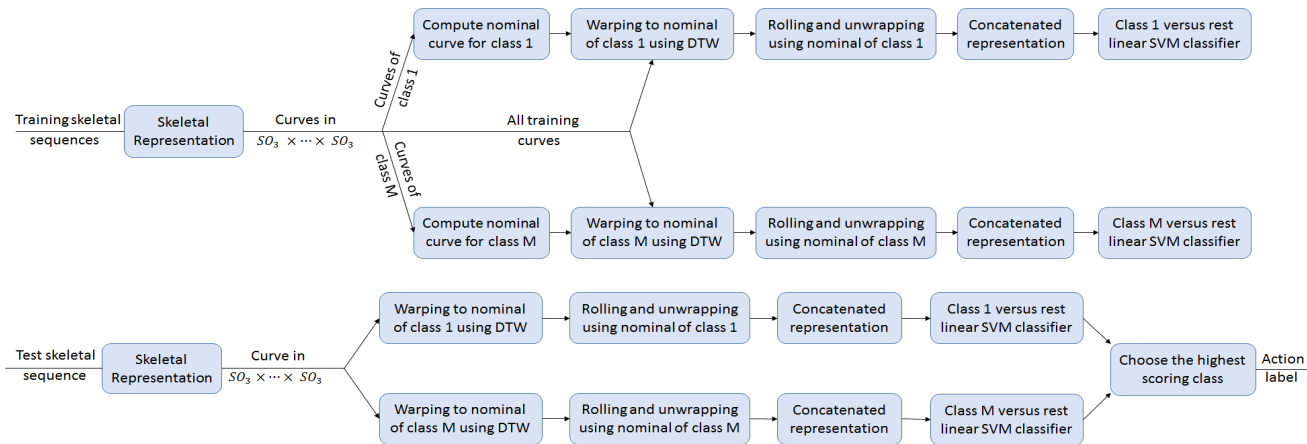 Compute nominal
curve for class 1
Warping to nominal
of class 1 using DTW
Rolling and unwrapping
using nominal of class 1
Concatenated
representation
Class 1 versus rest
linear SVM classifier
Curves of
class 1
Training skeletal
sequences
Skeletal
Representation
Curves in
SO₃ × ⋯ × SO₃
All training
curves
Curves of
class M
Compute nominal
curve for class M
Warping to nominal
of class M using DTW
Rolling and unwrapping
using nominal of class M
Concatenated
representation
Class M versus rest
linear SVM classifier
Warping to nominal
of class 1 using DTW
Rolling and unwrapping
using nominal of class 1
Concatenated
representation
Class 1 versus rest
linear SVM classifier
Test skeletal
sequence
Skeletal
Representation
Curve in
SO₃ × ⋯ × SO₃
Choose the highest
scoring class
Action
label
Warping to nominal
of class M using DTW
Rolling and unwrapping
using nominal of class M
Concatenated
representation
Class M versus rest
linear SVM classifier